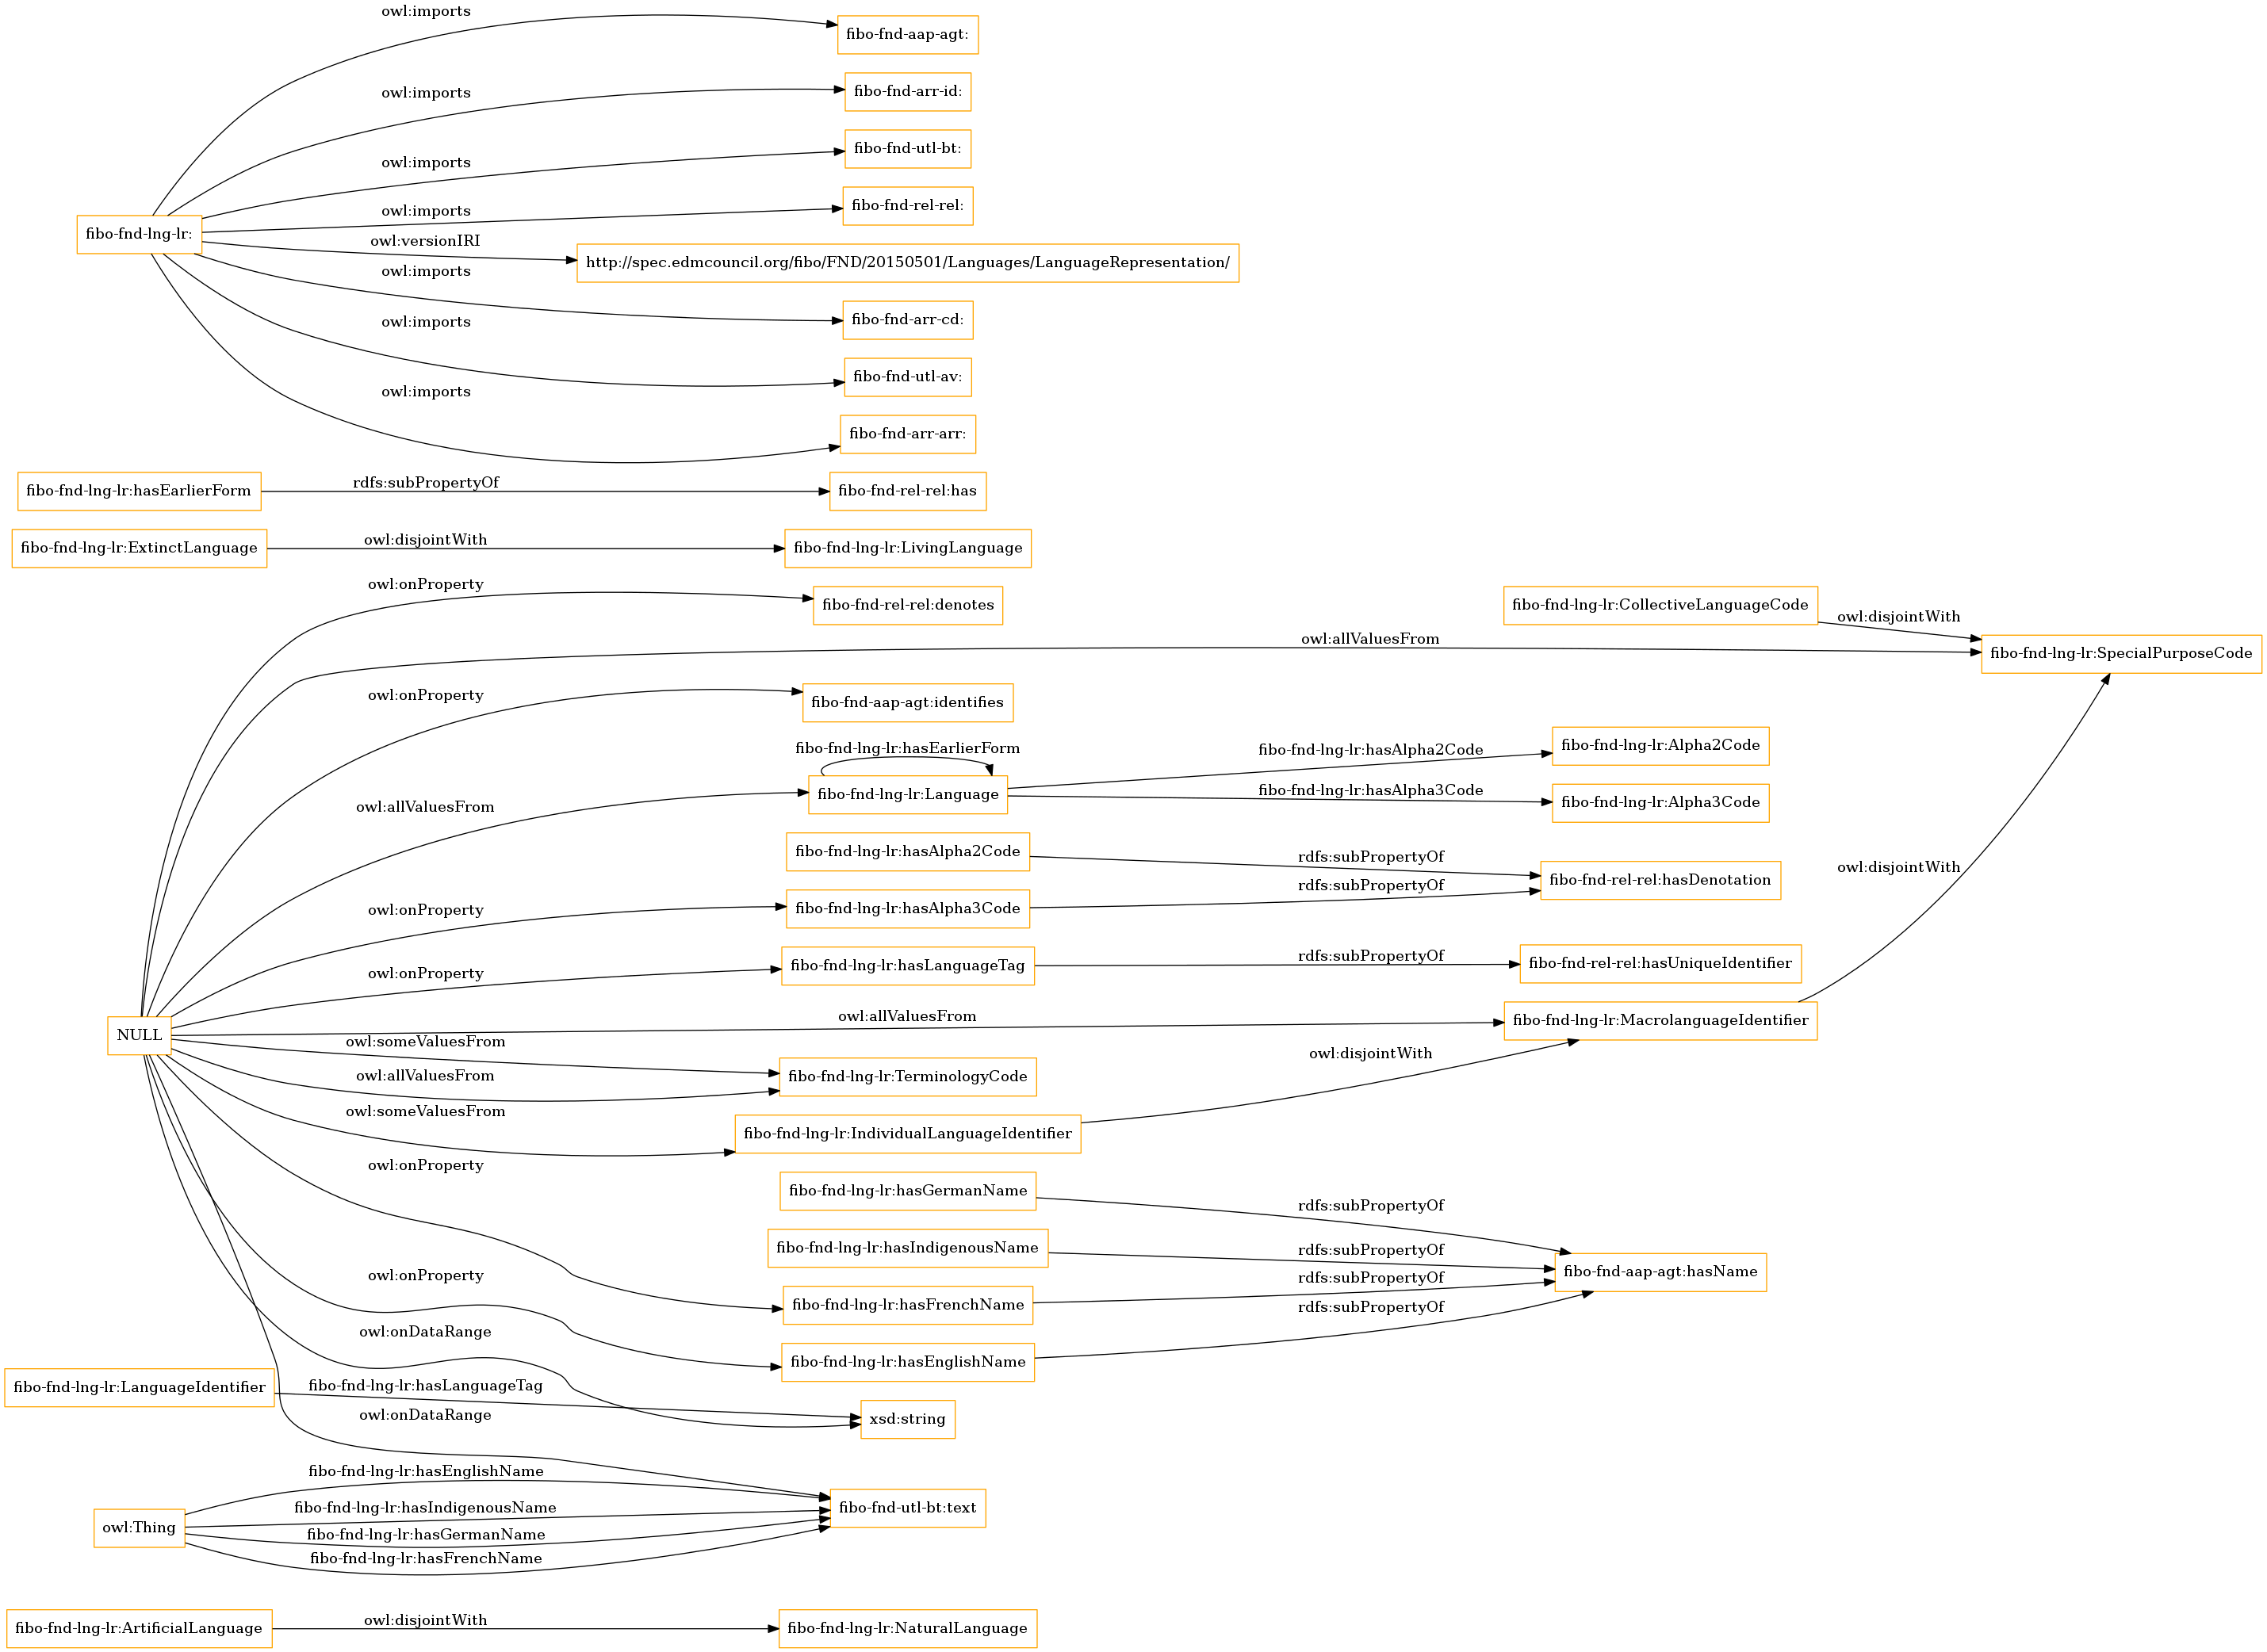 owl:imports
fibo-fnd-aap-agt:
owl:imports
fibo-fnd-arr-id:
owl:imports
fibo-fnd-utl-bt:
owl:imports
fibo-fnd-rel-rel:
fibo-fnd-lng-lr:
owl:versionIRI
http://spec.edmcouncil.org/fibo/FND/20150501/Languages/LanguageRepresentation/
owl:imports
fibo-fnd-arr-cd:
owl:imports
fibo-fnd-utl-av:
owl:imports
fibo-fnd-arr-arr:
fibo-fnd-lng-lr:hasEarlierForm
rdfs:subPropertyOf
fibo-fnd-rel-rel:has
fibo-fnd-lng-lr:ExtinctLanguage
owl:disjointWith
fibo-fnd-lng-lr:LivingLanguage
owl:onProperty
fibo-fnd-rel-rel:denotes
fibo-fnd-lng-lr:CollectiveLanguageCode
owl:disjointWith
owl:allValuesFrom
fibo-fnd-lng-lr:SpecialPurposeCode
owl:onProperty
fibo-fnd-aap-agt:identifies
fibo-fnd-lng-lr:hasEarlierForm
fibo-fnd-lng-lr:hasAlpha2Code
fibo-fnd-lng-lr:Alpha2Code
owl:allValuesFrom
fibo-fnd-lng-lr:Language
fibo-fnd-lng-lr:hasAlpha3Code
fibo-fnd-lng-lr:Alpha3Code
fibo-fnd-lng-lr:hasAlpha2Code
rdfs:subPropertyOf
fibo-fnd-rel-rel:hasDenotation
owl:disjointWith
owl:onProperty
fibo-fnd-lng-lr:hasAlpha3Code
rdfs:subPropertyOf
owl:onProperty
fibo-fnd-lng-lr:hasLanguageTag
rdfs:subPropertyOf
fibo-fnd-rel-rel:hasUniqueIdentifier
NULL
owl:allValuesFrom
fibo-fnd-lng-lr:MacrolanguageIdentifier
owl:someValuesFrom
owl:allValuesFrom
fibo-fnd-lng-lr:TerminologyCode
owl:disjointWith
owl:someValuesFrom
fibo-fnd-lng-lr:IndividualLanguageIdentifier
owl:onProperty
fibo-fnd-lng-lr:hasGermanName
rdfs:subPropertyOf
fibo-fnd-lng-lr:hasIndigenousName
rdfs:subPropertyOf
fibo-fnd-aap-agt:hasName
owl:onProperty
fibo-fnd-lng-lr:hasFrenchName
rdfs:subPropertyOf
owl:onDataRange
fibo-fnd-lng-lr:hasEnglishName
rdfs:subPropertyOf
fibo-fnd-lng-lr:LanguageIdentifier
fibo-fnd-lng-lr:hasLanguageTag
xsd:string
owl:onDataRange
fibo-fnd-lng-lr:hasEnglishName
fibo-fnd-lng-lr:hasIndigenousName
owl:Thing
fibo-fnd-utl-bt:text
fibo-fnd-lng-lr:hasGermanName
fibo-fnd-lng-lr:hasFrenchName
fibo-fnd-lng-lr:ArtificialLanguage
owl:disjointWith
fibo-fnd-lng-lr:NaturalLanguage